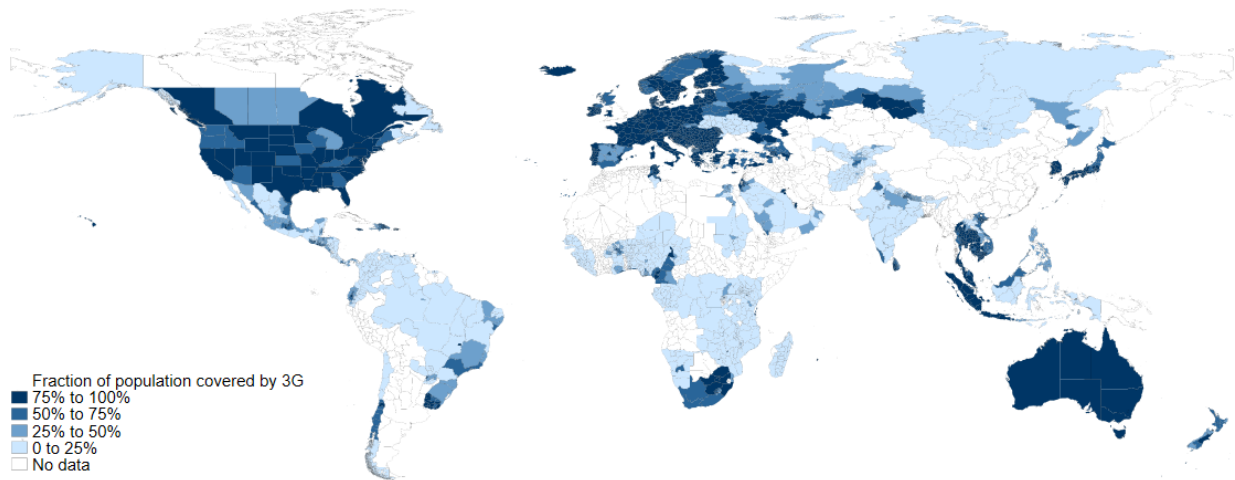 Fraction of population covered by 3G
75% to 100%
50% to 75%
25% to 50%
0 to 25%
No data